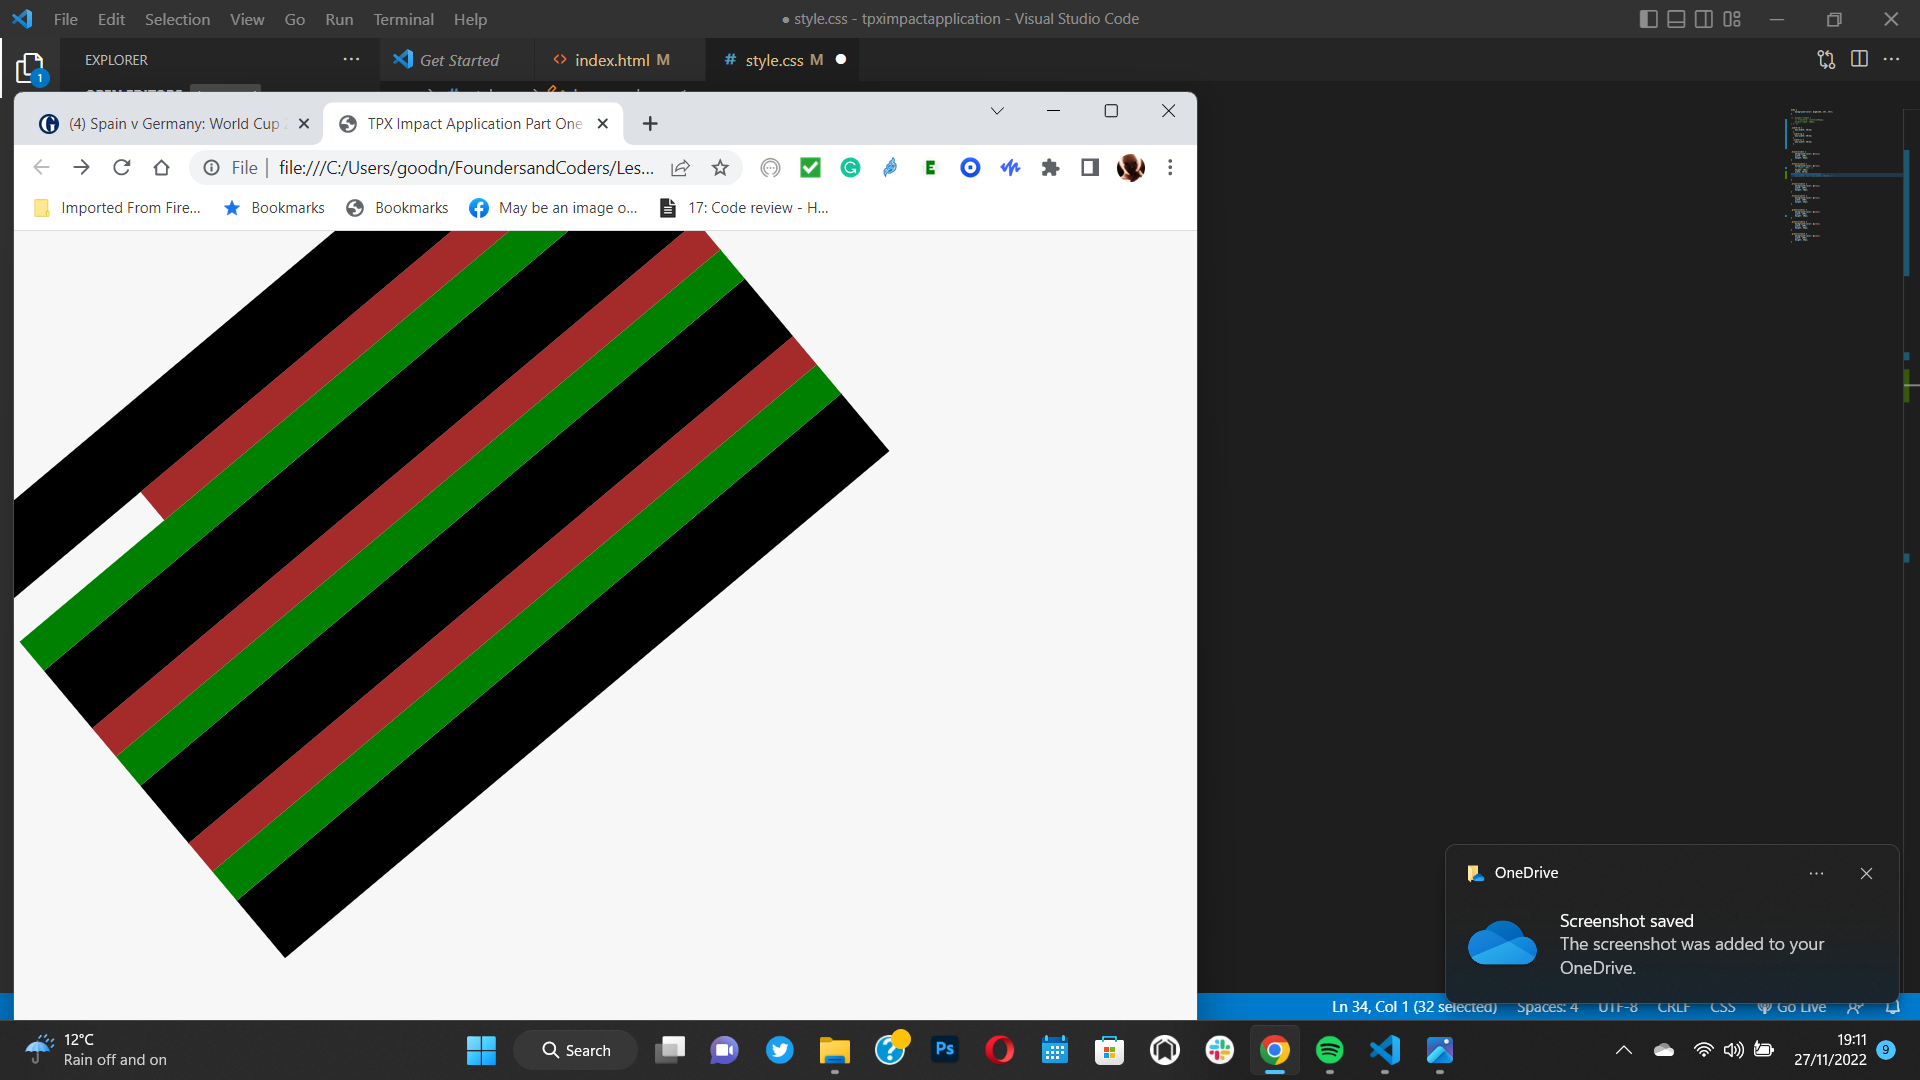 File Edit Selection View Go Run Terminal Help
● style.css - tpximpactapplication - Visual Studio Code
EXPLORER
Get Started
index.html M
# style.css M
1
(4) Spain v Germany: World Cup
TPX Impact Application Part One
File
file:///C:/Users/goodn/FoundersandCoders/Les...
Imported From Fire...
Bookmarks
Bookmarks
May be an image o...
17: Code review - H...
OneDrive
Screenshot saved
The screenshot was added to your
OneDrive.
Ln 34, Col 1 (32 selected) Spaces: 4 UTF-8 CRLF CSS Go Live
12°C
Rain off and on
Search
Ps
19:11
27/11/2022
9